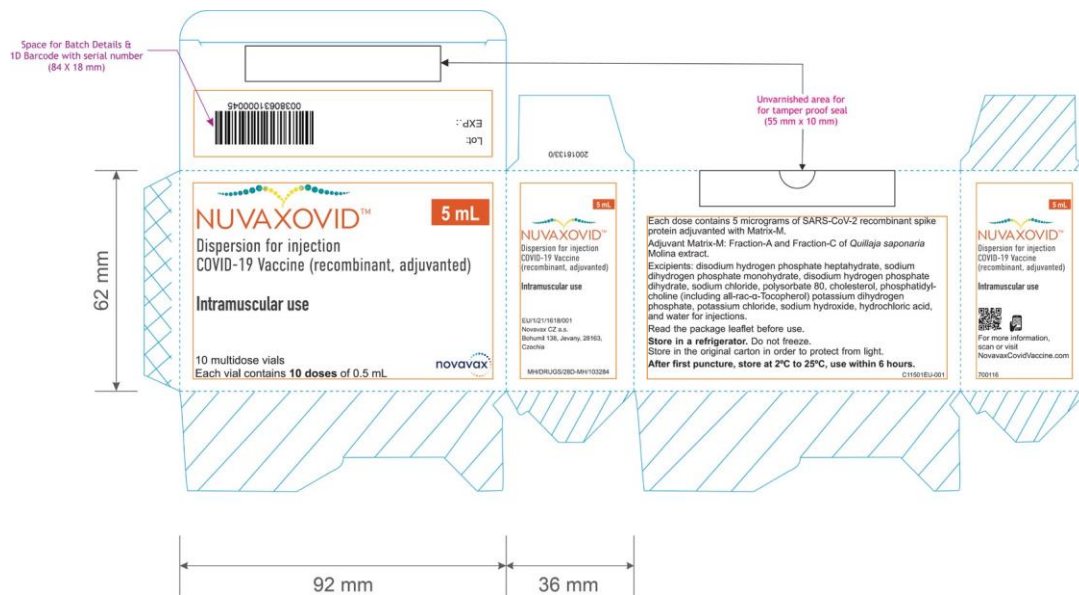 Space for Batch Details &
1D Barcode with serial number
(84 X 18 mm)
Unvarnished area for
for tamper proof seal
(55 mm x 10 mm)
00380631000045
Lot:
EXP.:
20018133/0
62 mm
NUVAXOVID™
5 mL
Dispersion for injection
COVID-19 Vaccine (recombinant, adjuvanted)
Intramuscular use
10 multidose vials
Each vial contains 10 doses of 0.5 mL
novavax
5 mL
NUVAXOVID™
Dispersion for injection
COVID-19 Vaccine
(recombinant, adjuvanted)
Intramuscular use
EU/1/21/1618/001
Novavax CZ a.s.
Bohumil 138, Jevany, 28163,
Czechia
MH/DRUGS/28D-MH/103284
Each dose contains 5 micrograms of SARS-CoV-2 recombinant spike
protein adjuvanted with Matrix-M.
Adjuvant Matrix-M: Fraction-A and Fraction-C of Quillaja saponaria
Molina extract.
Excipients: disodium hydrogen phosphate heptahydrate, sodium
dihydrogen phosphate monohydrate, disodium hydrogen phosphate
dihydrate, sodium chloride, polysorbate 80, cholesterol, phosphatidyl-
choline (including all-rac-α-Tocopherol) potassium dihydrogen
phosphate, potassium chloride, sodium hydroxide, hydrochloric acid,
and water for injections.
Read the package leaflet before use.
Store in a refrigerator. Do not freeze.
Store in the original carton in order to protect from light.
After first puncture, store at 2ºC to 25ºC, use within 6 hours.
C11501EU-001
5 mL
NUVAXOVID™
Dispersion for injection
COVID-19 Vaccine
(recombinant, adjuvanted)
Intramuscular use
For more information,
scan or visit
NovavaxCovidVaccine.com
700116
92 mm
36 mm